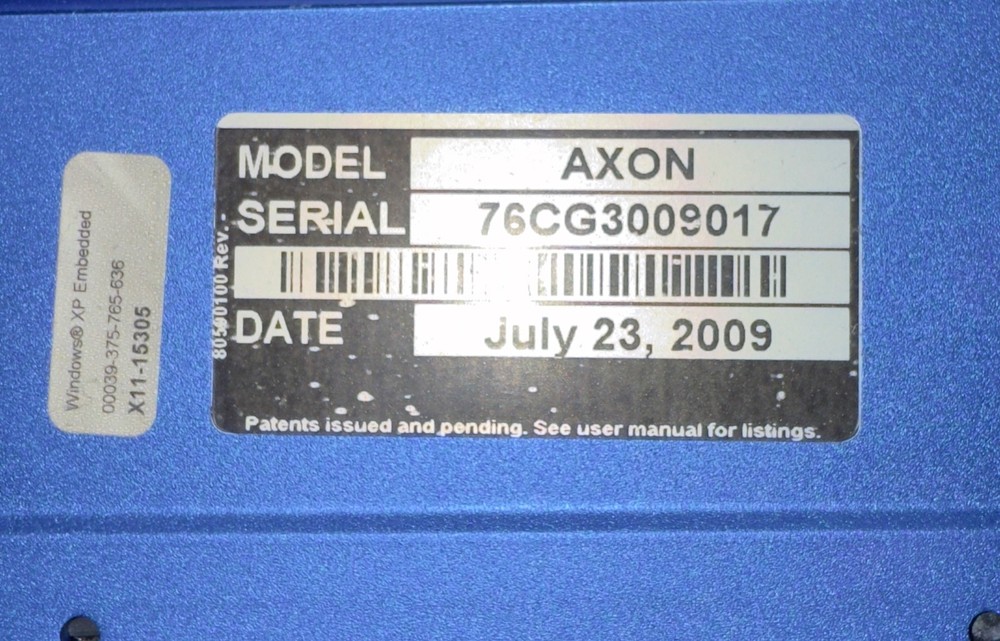 Windows® XP Embedded
00039-375-765-636
X11-15305
MODEL AXON
SERIAL 76CG3009017
DATE July 23, 2009
Patents issued and pending. See user manual for listings.